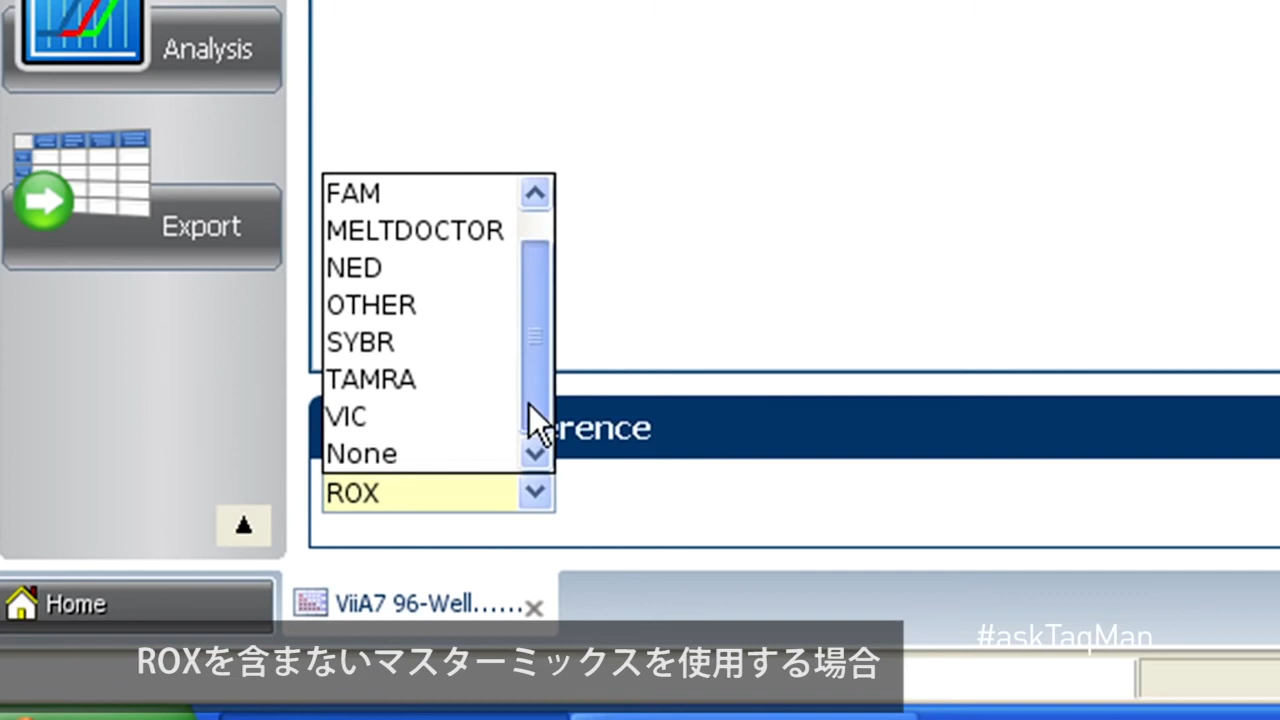 Analysis
Export
FAM
MELTDOCTOR
NED
OTHER
SYBR
TAMRA
VIC
None
erence
ROX
Home
ViiA7 96-Well......
#askTaqMan
ROXを含まないマスターミックスを使用する場合